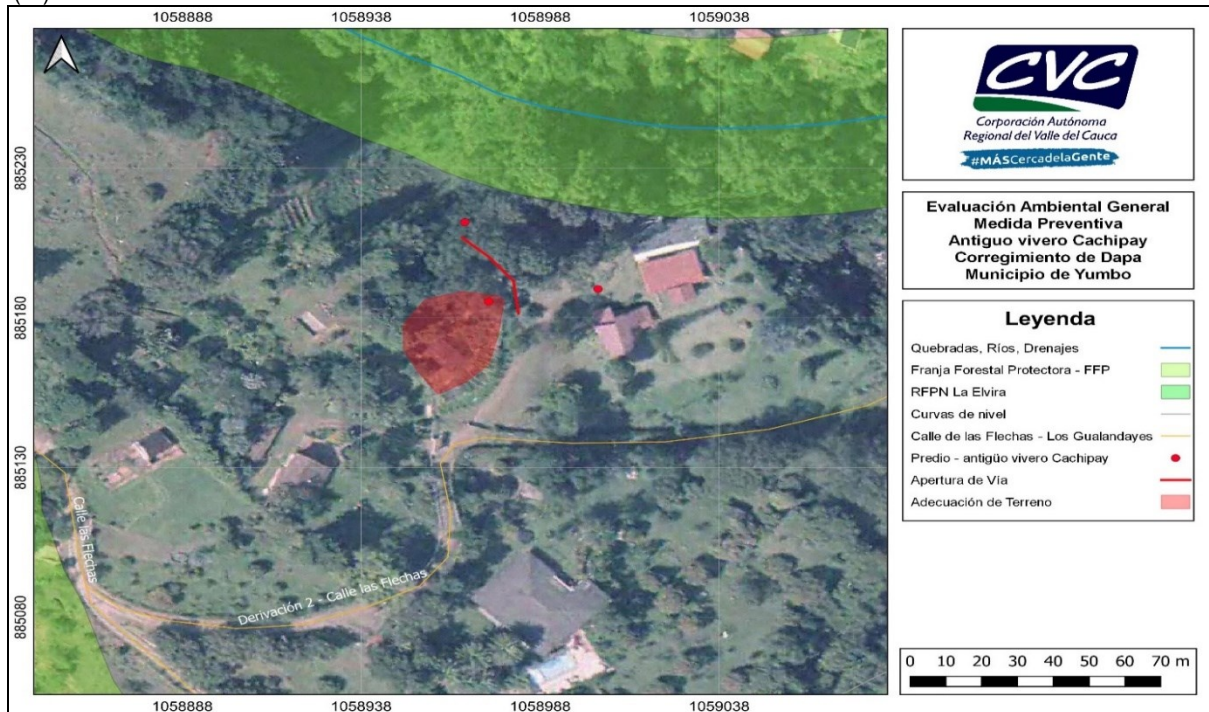 1058888 1058938 1058988 1059038
885230
885180
885130
885080
Calle las Flechas
Derivación 2 - Calle las Flechas
1058888 1058938 1058988 1059038
CVC
Corporación Autónoma
Regional del Valle del Cauca
#MÁSCercadelaGente
Evaluación Ambiental General
Medida Preventiva
Antiguo vivero Cachipay
Corregimiento de Dapa
Municipio de Yumbo
Leyenda
Quebradas, Ríos, Drenajes
Franja Forestal Protectora - FFP
RFPN La Elvira
Curvas de nivel
Calle de las Flechas - Los Gualandayes
Predio - antigüo vivero Cachipay
Apertura de Vía
Adecuación de Terreno
0 10 20 30 40 50 60 70 m